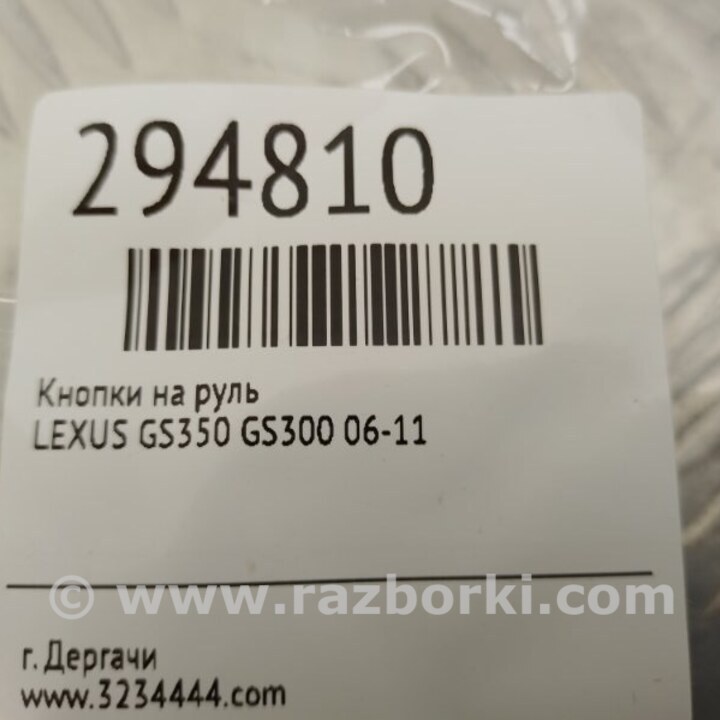 294810
Кнопки на руль
LEXUS GS350 GS300 06-11
© www.razborki.com
г. Дергачи
www.3234444.com